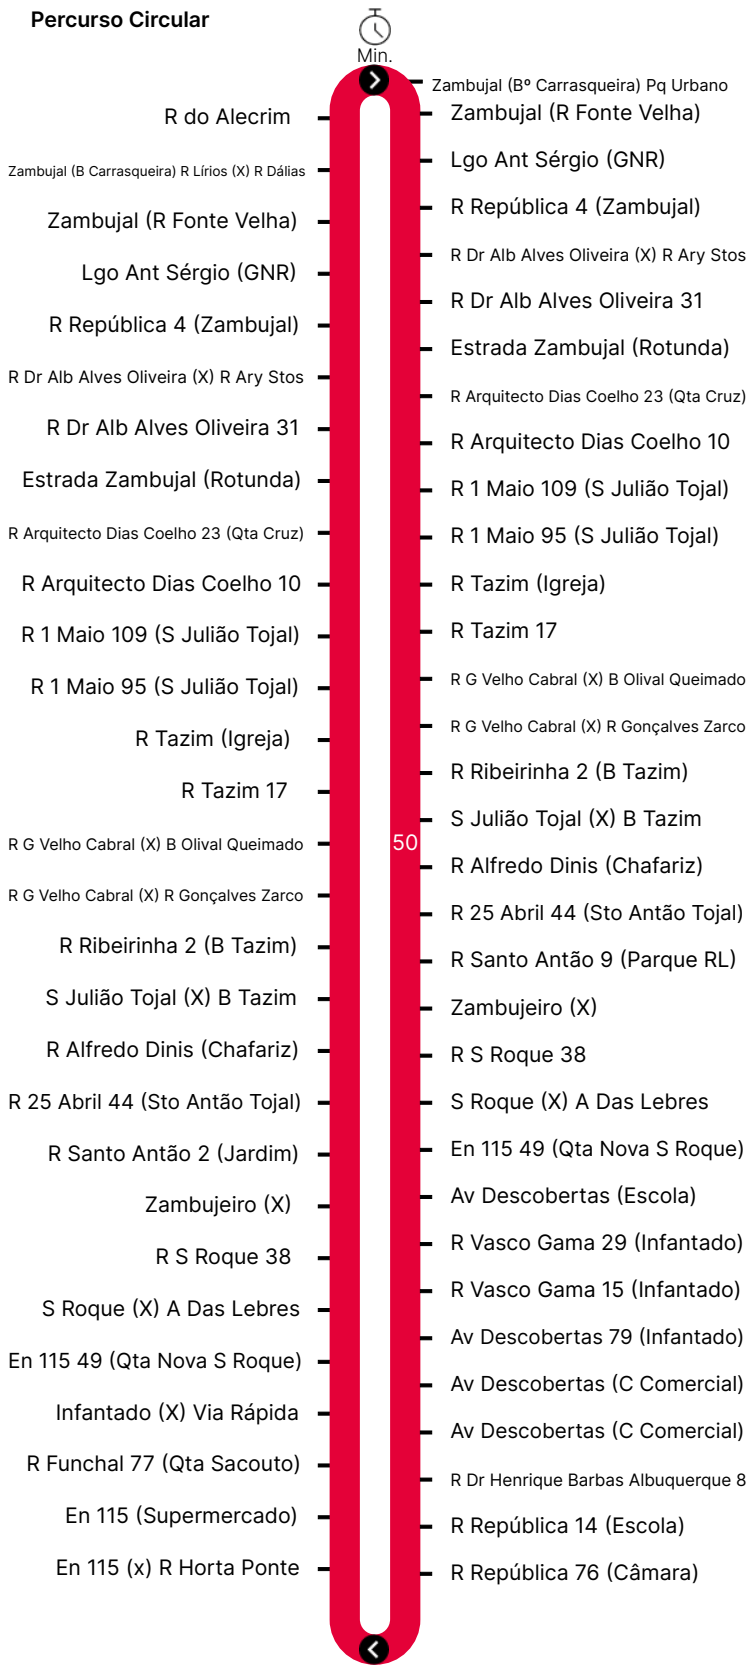 Percurso Circular
Min.
Zambujal (Bº Carrasqueira) Pq Urbano
Zambujal (R Fonte Velha)
Lgo Ant Sérgio (GNR)
R República 4 (Zambujal)
R Dr Alb Alves Oliveira (X) R Ary Stos
R Dr Alb Alves Oliveira 31
Estrada Zambujal (Rotunda)
R Arquitecto Dias Coelho 23 (Qta Cruz)
R Arquitecto Dias Coelho 10
R 1 Maio 109 (S Julião Tojal)
R 1 Maio 95 (S Julião Tojal)
R Tazim (Igreja)
R Tazim 17
R G Velho Cabral (X) B Olival Queimado
R G Velho Cabral (X) R Gonçalves Zarco
R Ribeirinha 2 (B Tazim)
S Julião Tojal (X) B Tazim
50
R Alfredo Dinis (Chafariz)
R 25 Abril 44 (Sto Antão Tojal)
R Santo Antão 9 (Parque RL)
Zambujeiro (X)
R S Roque 38
S Roque (X) A Das Lebres
En 115 49 (Qta Nova S Roque)
Av Descobertas (Escola)
R Vasco Gama 29 (Infantado)
R Vasco Gama 15 (Infantado)
Av Descobertas 79 (Infantado)
Av Descobertas (C Comercial)
Av Descobertas (C Comercial)
R Dr Henrique Barbas Albuquerque 8
R República 14 (Escola)
R República 76 (Câmara)
R do Alecrim
Zambujal (B Carrasqueira) R Lírios (X) R Dálias
Zambujal (R Fonte Velha)
Lgo Ant Sérgio (GNR)
R República 4 (Zambujal)
R Dr Alb Alves Oliveira (X) R Ary Stos
R Dr Alb Alves Oliveira 31
Estrada Zambujal (Rotunda)
R Arquitecto Dias Coelho 23 (Qta Cruz)
R Arquitecto Dias Coelho 10
R 1 Maio 109 (S Julião Tojal)
R 1 Maio 95 (S Julião Tojal)
R Tazim (Igreja)
R Tazim 17
R G Velho Cabral (X) B Olival Queimado
R G Velho Cabral (X) R Gonçalves Zarco
R Ribeirinha 2 (B Tazim)
S Julião Tojal (X) B Tazim
R Alfredo Dinis (Chafariz)
R 25 Abril 44 (Sto Antão Tojal)
R Santo Antão 2 (Jardim)
Zambujeiro (X)
R S Roque 38
S Roque (X) A Das Lebres
En 115 49 (Qta Nova S Roque)
Infantado (X) Via Rápida
R Funchal 77 (Qta Sacouto)
En 115 (Supermercado)
En 115 (x) R Horta Ponte